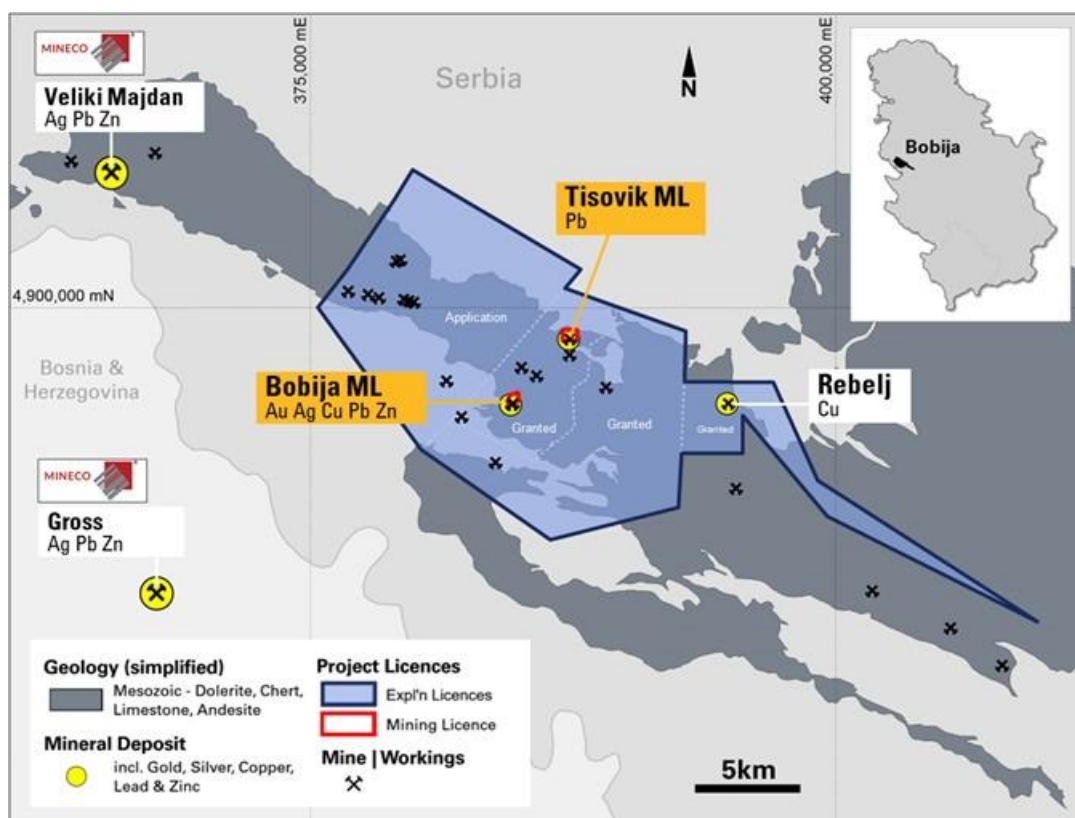 MINECO
Veliki Majdan
Ag Pb Zn
375,000 mE
Serbia
N
400,000 mE
Bobija
Tisovik ML
Pb
4,900,000 mN
Application
Bosnia &
Herzegovina
Bobija ML
Au Ag Cu Pb Zn
Granted
Granted
Granted
Rebelj
Cu
MINECO
Gross
Ag Pb Zn
Geology (simplified)
Mesozoic - Dolerite, Chert,
Limestone, Andesite
Mineral Deposit
incl. Gold, Silver, Copper,
Lead & Zinc
Project Licences
Expl'n Licences
Mining Licence
Mine | Workings
5km